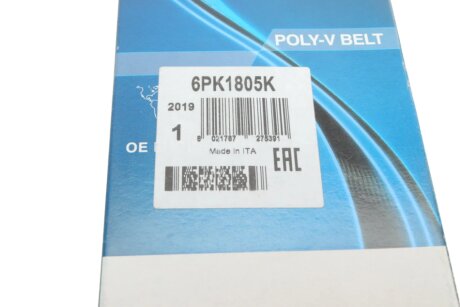 POLY-V BELT
6PK1805K
2019
1
8 021787 275391
Made in ITA
EAC
OE